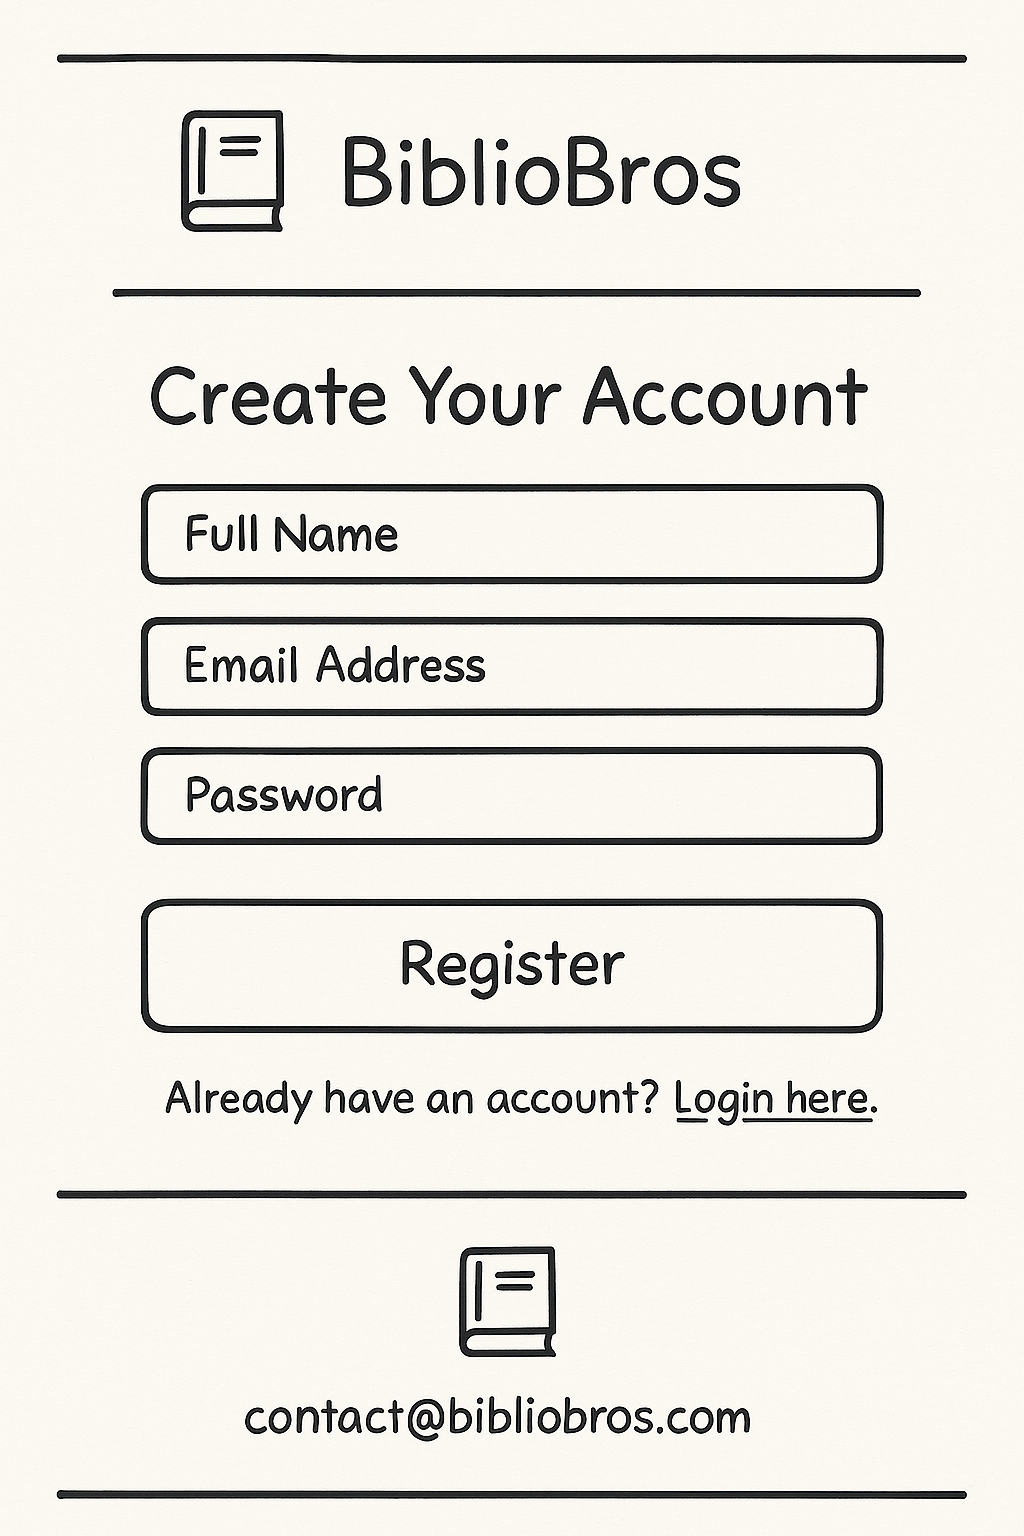 BiblioBros
Create Your Account
Full Name
Email Address
Password
Register
Already have an account? Login here.
contact@bibliobros.com